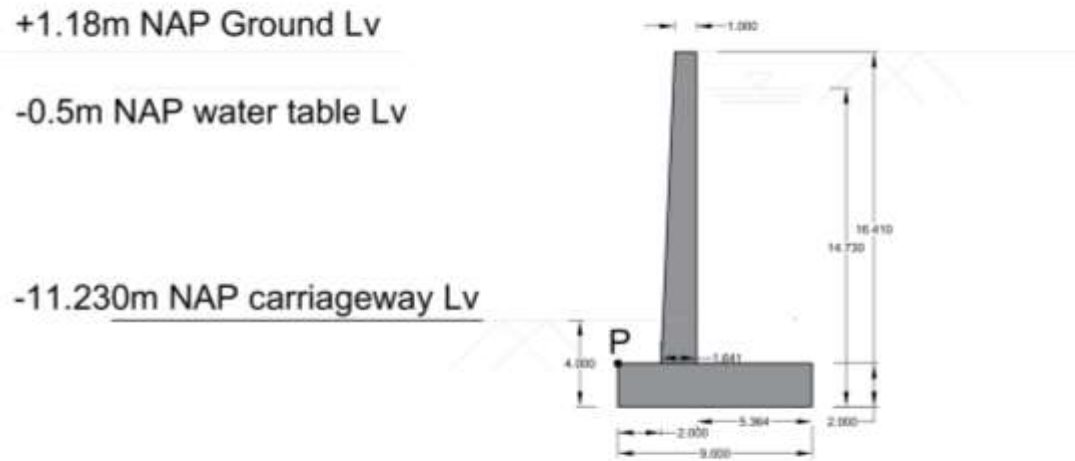 +1.18m NAP Ground Lv
1.000
-0.5m NAP water table Lv
16.410
14.730
-11.230m NAP carriageway Lv
P
4.000
1.641
5.364
2.000
2.000
9.000